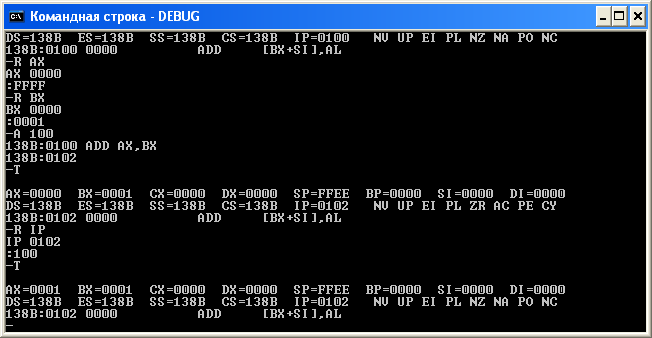 Командная строка - DEBUG
DS=138B  ES=138B  SS=138B  CS=138B  IP=0100   NV UP EI PL NZ NA PO NC
138B:0100 0000          ADD     [BX+SI],AL
-R AX
AX 0000
:FFFF
-R BX
BX 0000
:0001
-A 100
138B:0100 ADD AX,BX
138B:0102
-T
AX=0000  BX=0001  CX=0000  DX=0000  SP=FFEE  BP=0000  SI=0000  DI=0000
DS=138B  ES=138B  SS=138B  CS=138B  IP=0102   NV UP EI PL ZR AC PE CY
138B:0102 0000          ADD     [BX+SI],AL
-R IP
IP 0102
:100
-T
AX=0001  BX=0001  CX=0000  DX=0000  SP=FFEE  BP=0000  SI=0000  DI=0000
DS=138B  ES=138B  SS=138B  CS=138B  IP=0102   NV UP EI PL NZ NA PO NC
138B:0102 0000          ADD     [BX+SI],AL
-